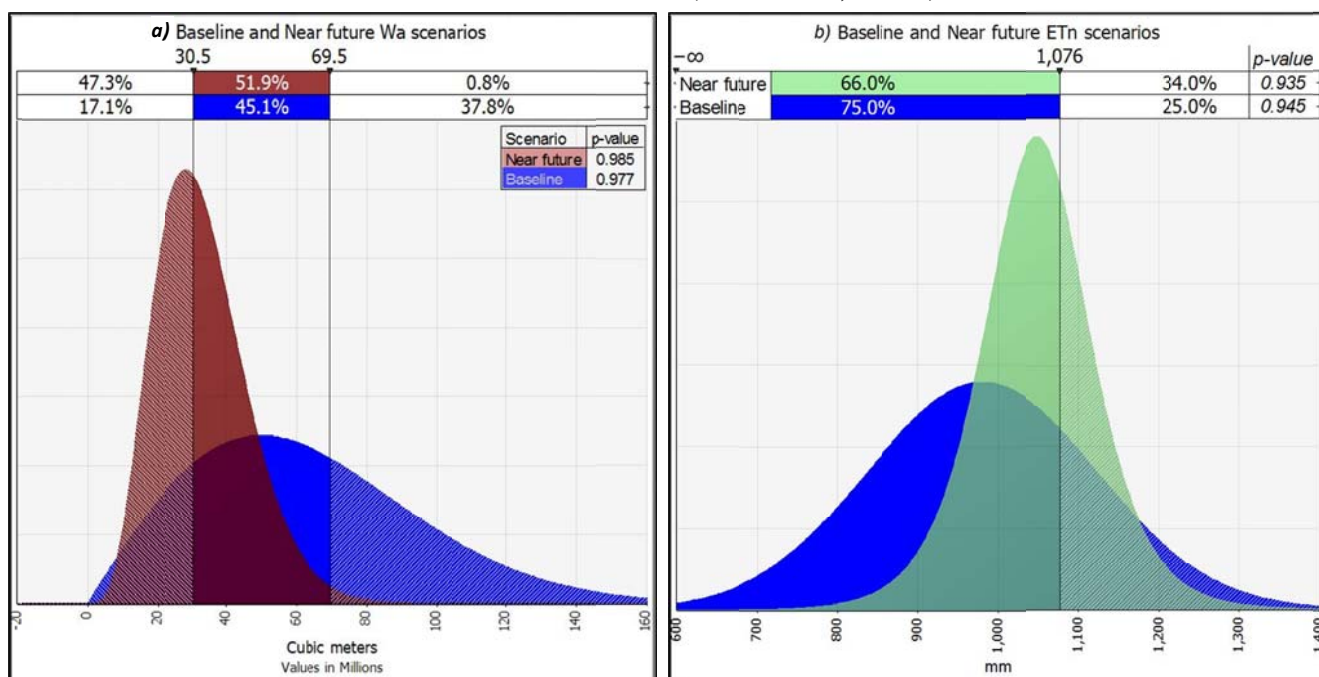 a) Baseline and Near future Wa scenarios
30.5 69.5
47.3% 51.9% 0.8%
17.1% 45.1% 37.8%
Scenario p-value
Near future 0.985
Baseline 0.977
-20 0 20 40 60 80 100 120 140 160
Cubic meters
Values in Millions
b) Baseline and Near future ETn scenarios
−∞ 1,076 p-value
Near future 66.0% 34.0% 0.935
Baseline 75.0% 25.0% 0.945
600 700 800 900 1,000 1,100 1,200 1,300 1,400
mm